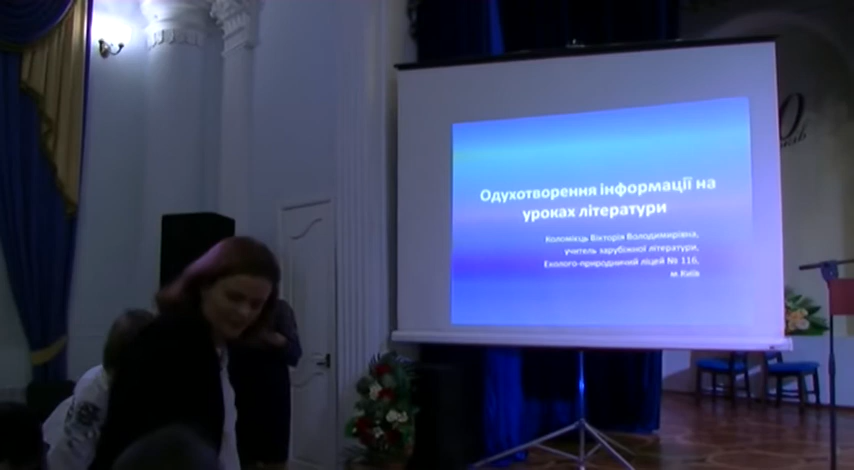 Одухотворення інформації на
уроках літератури
Коломієць Вікторія Володимирівна,
учитель зарубіжної літератури,
Еколого-природничий ліцей № 116,
м.Київ